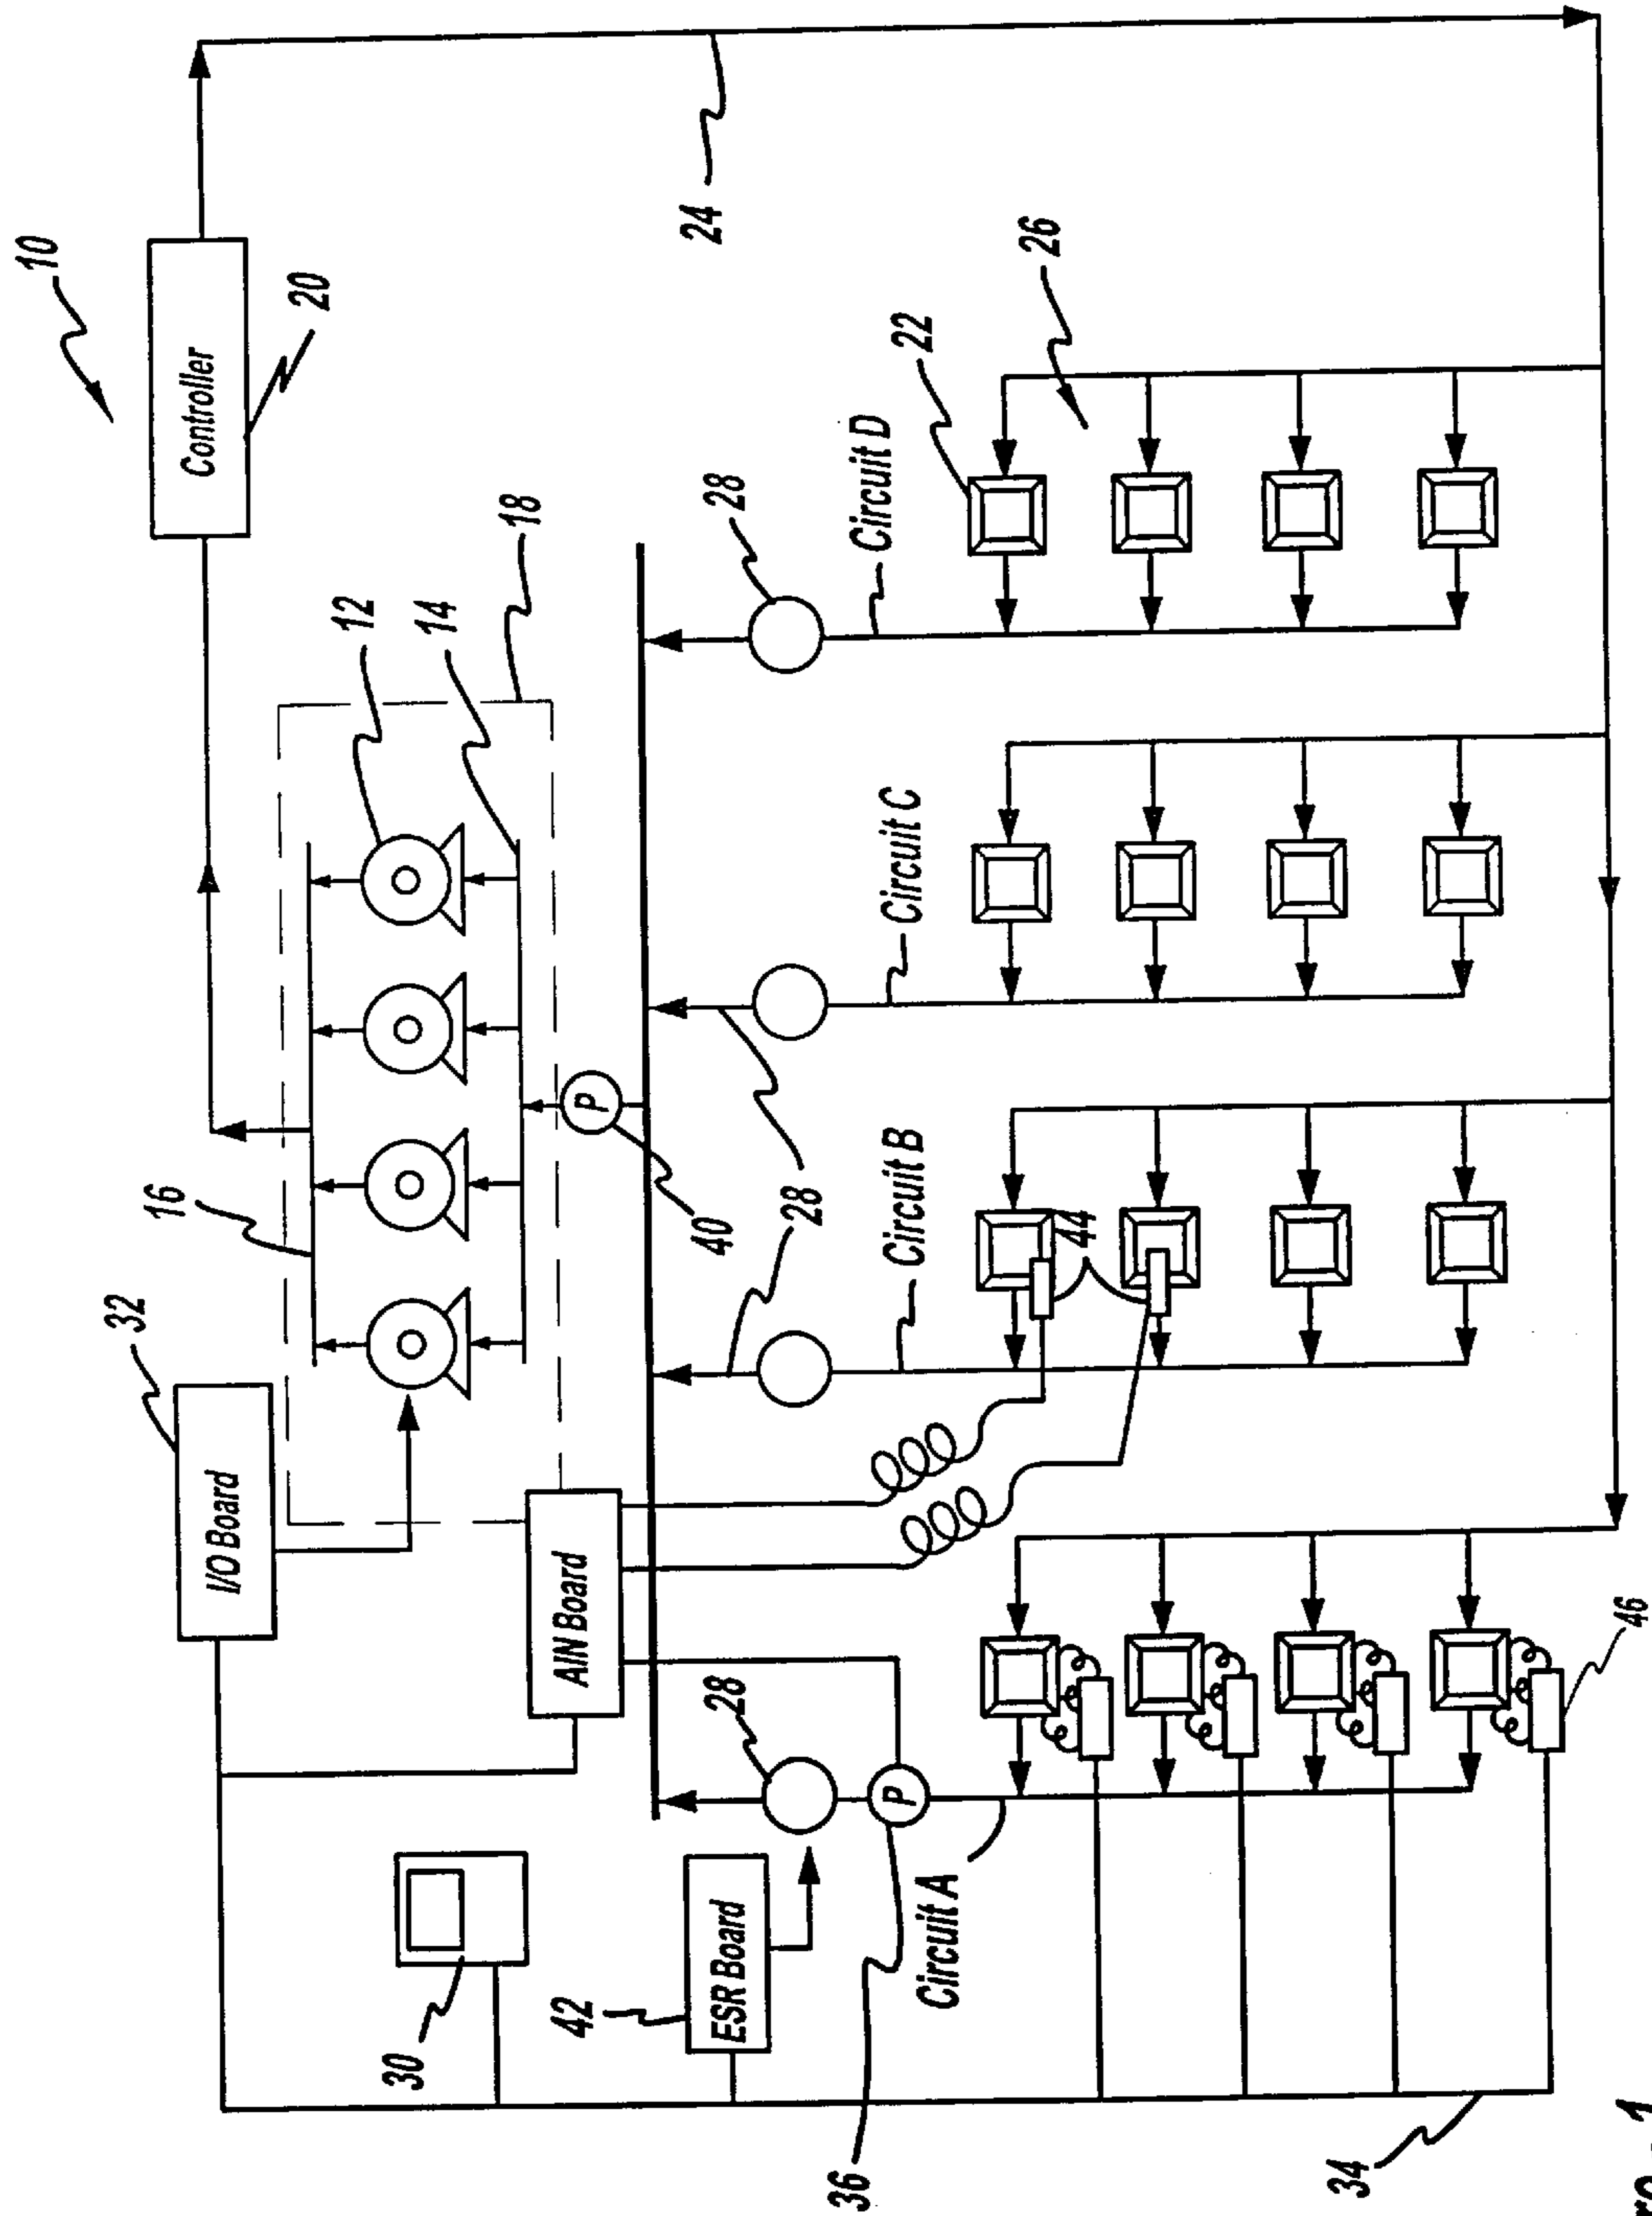 10
Controller
20
24
32
I/O Board
16
12
14
18
AIN Board
40
P
28
28
28
28
30
42
ESR Board
36
P
Circuit A
Circuit B
Circuit C
Circuit D
44
22
26
46
34